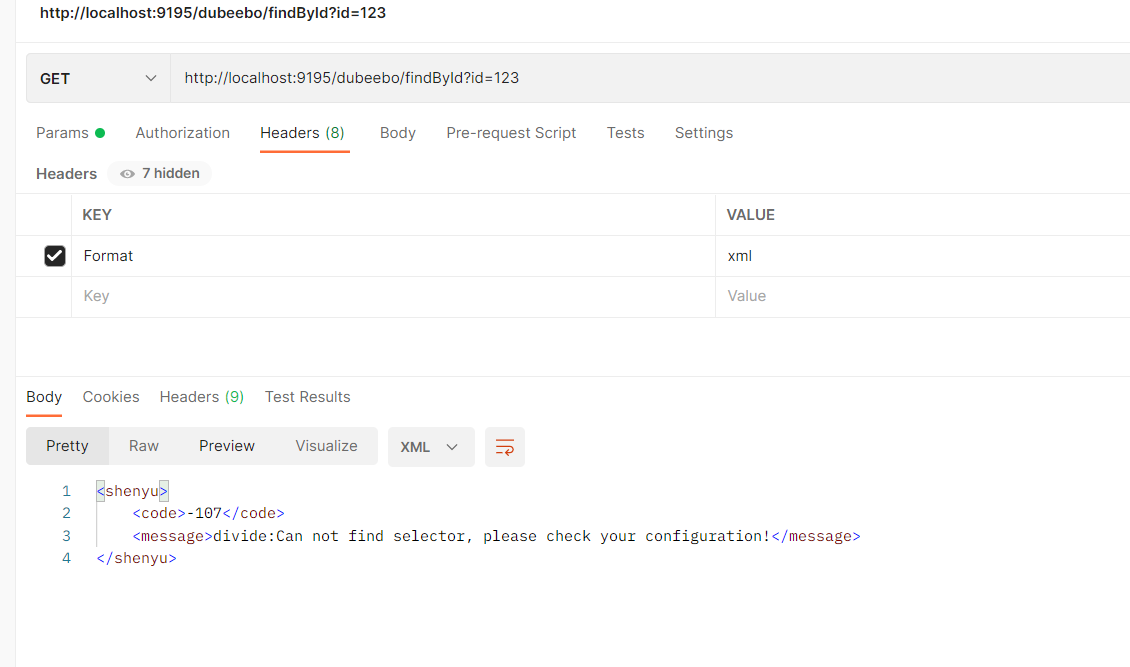 http://localhost:9195/dubeebo/findById?id=123
GET http://localhost:9195/dubeebo/findById?id=123
Params Authorization Headers (8) Body Pre-request Script Tests Settings
Headers 7 hidden
KEY VALUE
Format xml
Key Value
Body Cookies Headers (9) Test Results
Pretty Raw Preview Visualize XML
1 <shenyu>
2 <code>-107</code>
3 <message>divide:Can not find selector, please check your configuration!</message>
4 </shenyu>